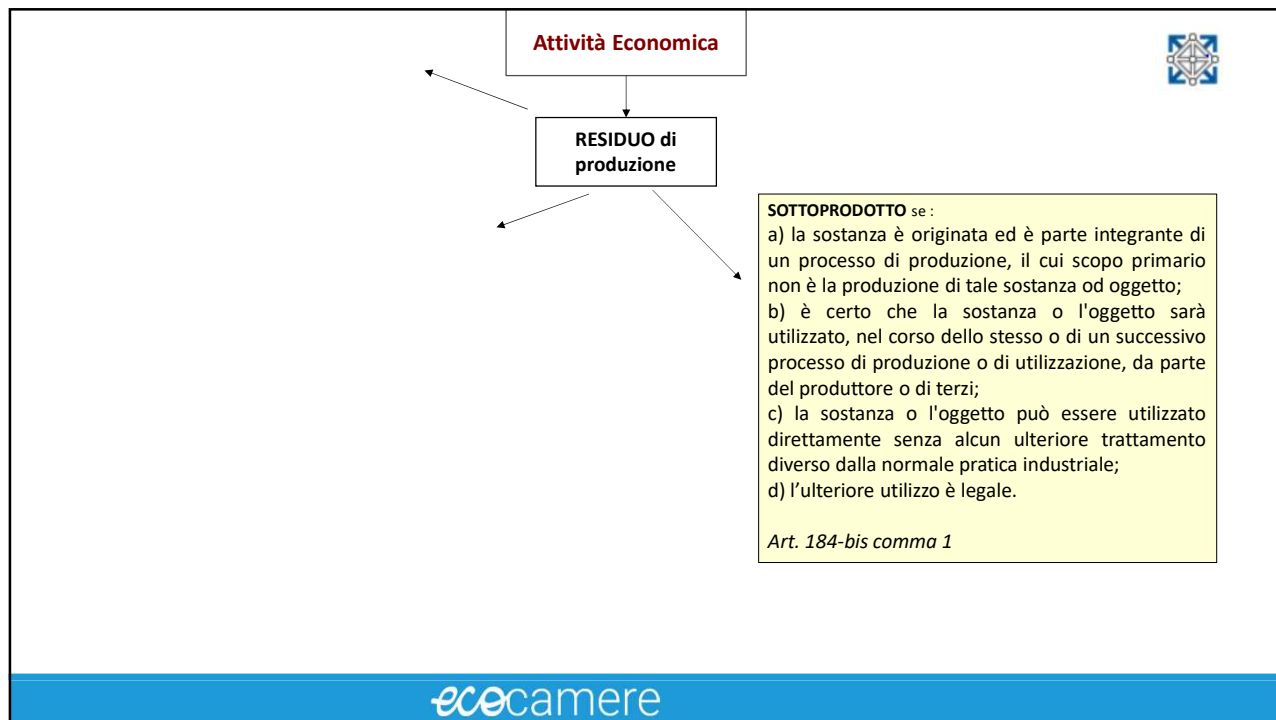 Attività Economica
RESIDUO di
produzione
SOTTOPRODOTTO se :
a) la sostanza è originata ed è parte integrante di
un processo di produzione, il cui scopo primario
non è la produzione di tale sostanza od oggetto;
b) è certo che la sostanza o l'oggetto sarà
utilizzato, nel corso dello stesso o di un successivo
processo di produzione o di utilizzazione, da parte
del produttore o di terzi;
c) la sostanza o l'oggetto può essere utilizzato
direttamente senza alcun ulteriore trattamento
diverso dalla normale pratica industriale;
d) l’ulteriore utilizzo è legale.
Art. 184-bis comma 1
ecocamere